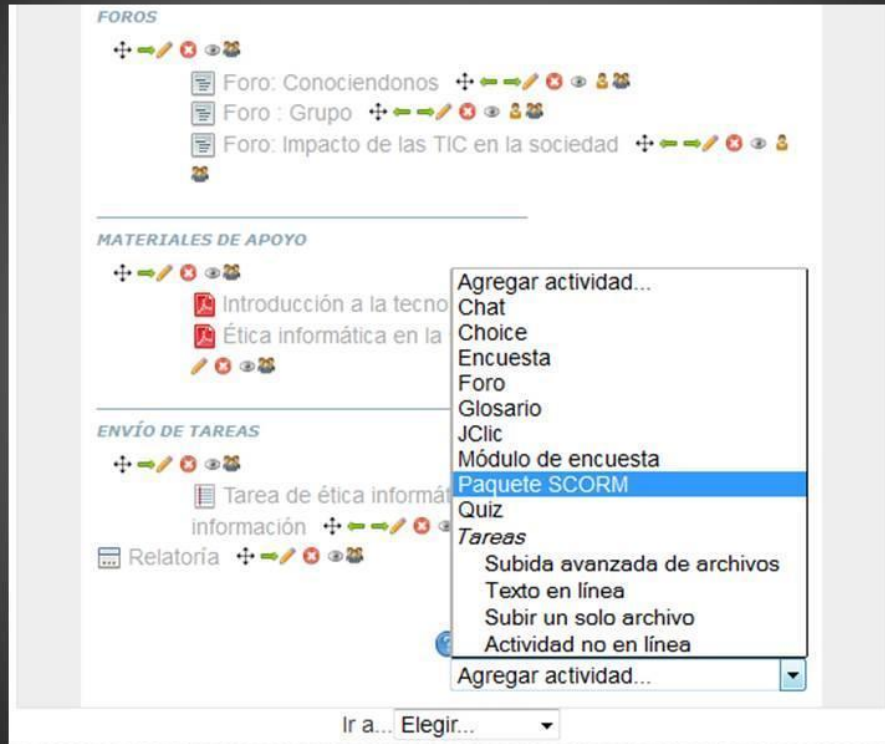 FOROS
Foro: Conociendonos
Foro : Grupo
Foro: Impacto de las TIC en la sociedad
MATERIALES DE APOYO
Introducción a la tecno
Ética informática en la
ENVÍO DE TAREAS
Tarea de ética informát
información
Relatoría
Agregar actividad...
Chat
Choice
Encuesta
Foro
Glosario
JClic
Módulo de encuesta
Paquete SCORM
Quiz
Tareas
Subida avanzada de archivos
Texto en línea
Subir un solo archivo
Actividad no en línea
Agregar actividad...
Ir a... Elegir...